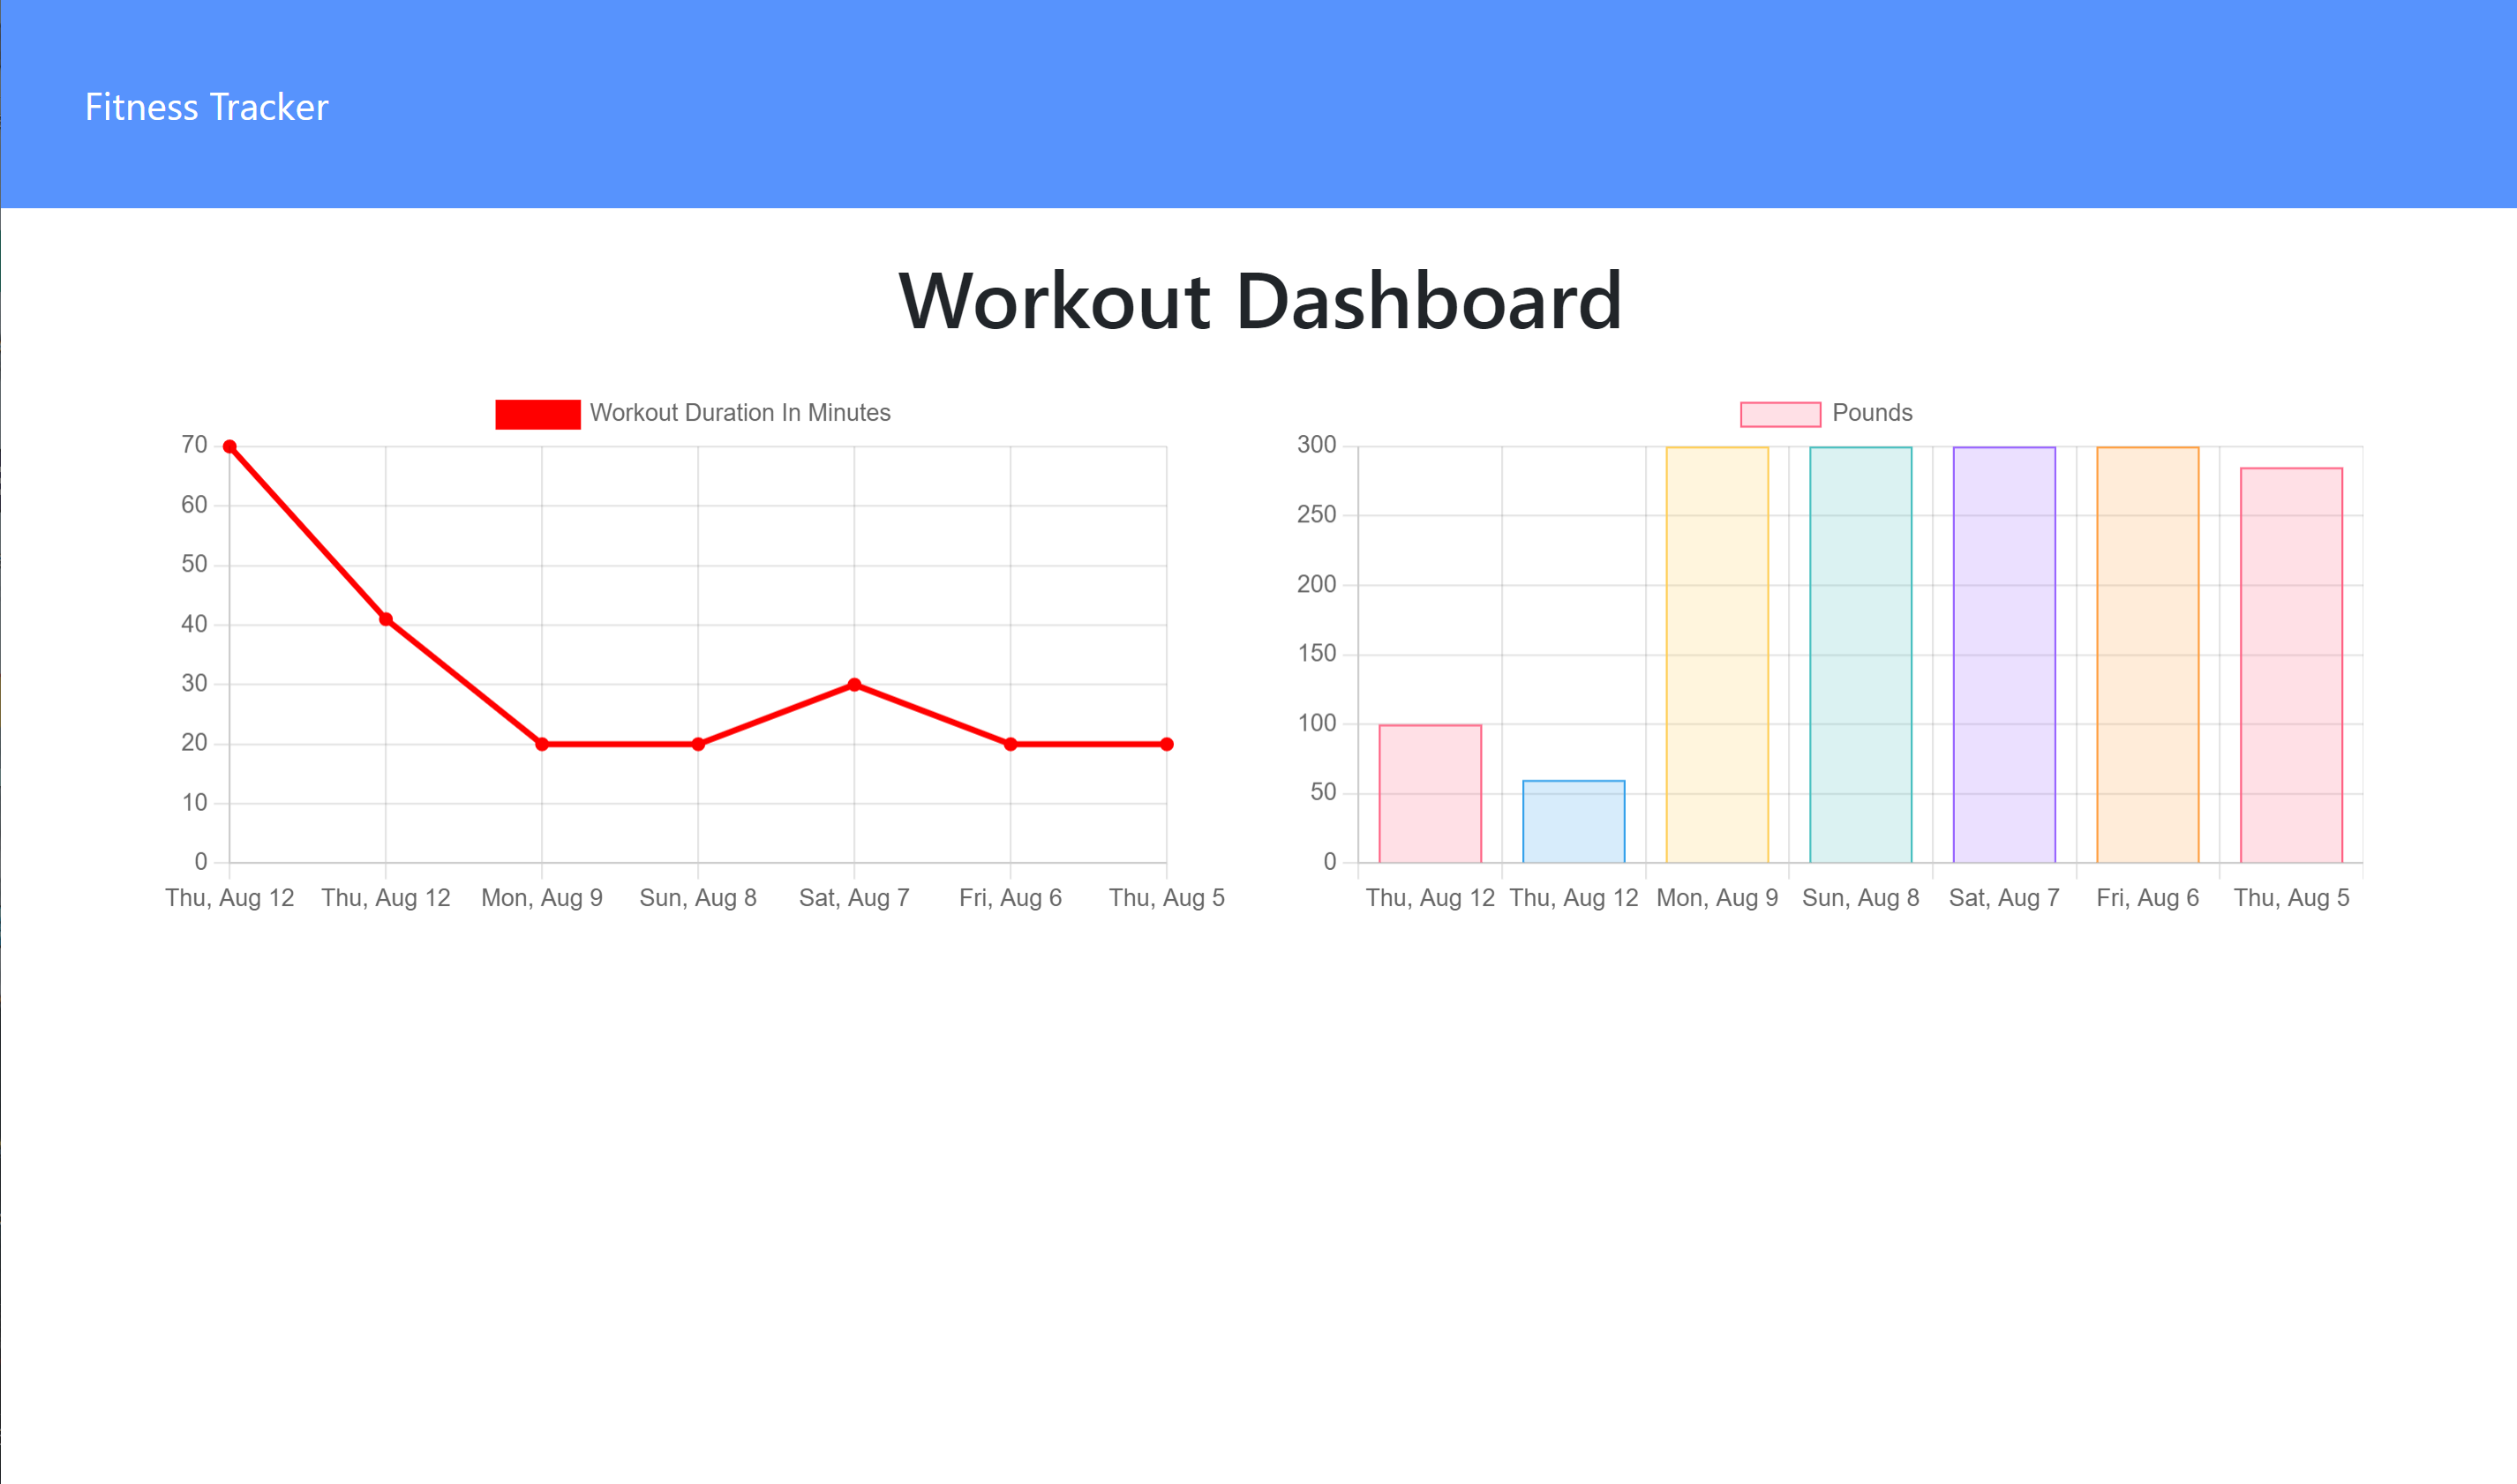 Fitness Tracker
Workout Dashboard
Workout Duration In Minutes
70
60
50
40
30
20
10
0
Thu, Aug 12 Thu, Aug 12 Mon, Aug 9 Sun, Aug 8 Sat, Aug 7 Fri, Aug 6 Thu, Aug 5
Pounds
300
250
200
150
100
50
0
Thu, Aug 12 Thu, Aug 12 Mon, Aug 9 Sun, Aug 8 Sat, Aug 7 Fri, Aug 6 Thu, Aug 5